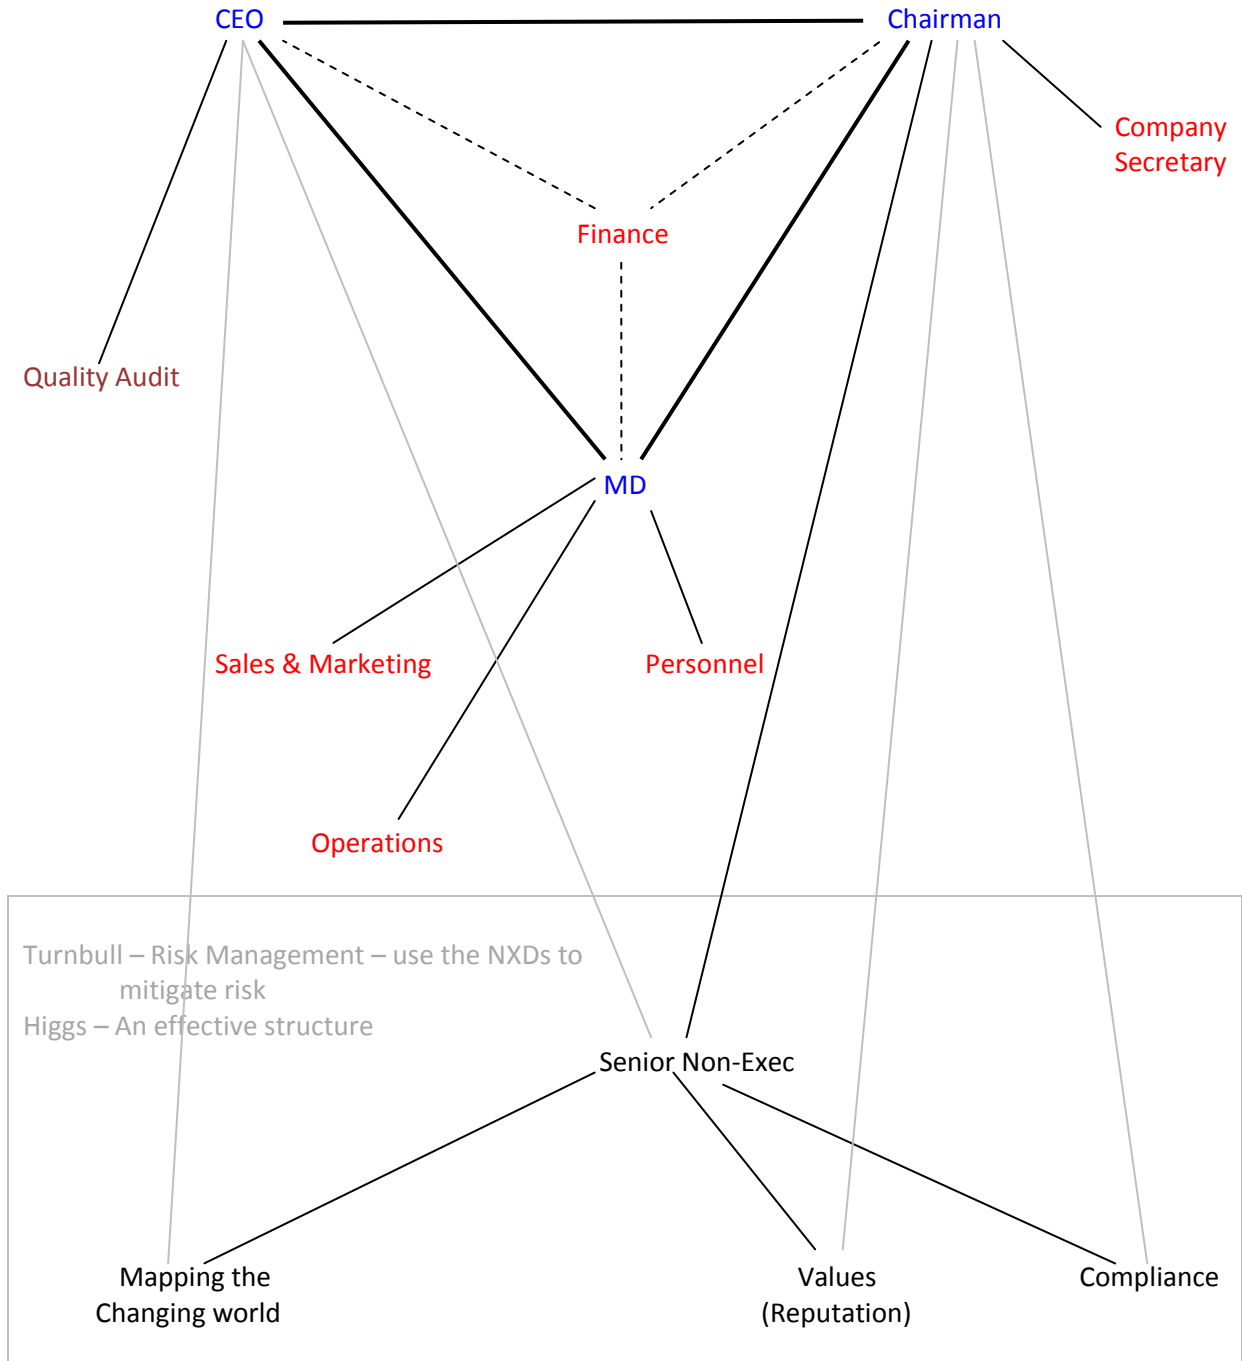 CEO
Chairman
Company
Secretary
Finance
Quality Audit
MD
Sales & Marketing
Personnel
Operations
Turnbull – Risk Management – use the NXDs to
mitigate risk
Higgs – An effective structure
Senior Non-Exec
Mapping the
Changing world
Values
(Reputation)
Compliance